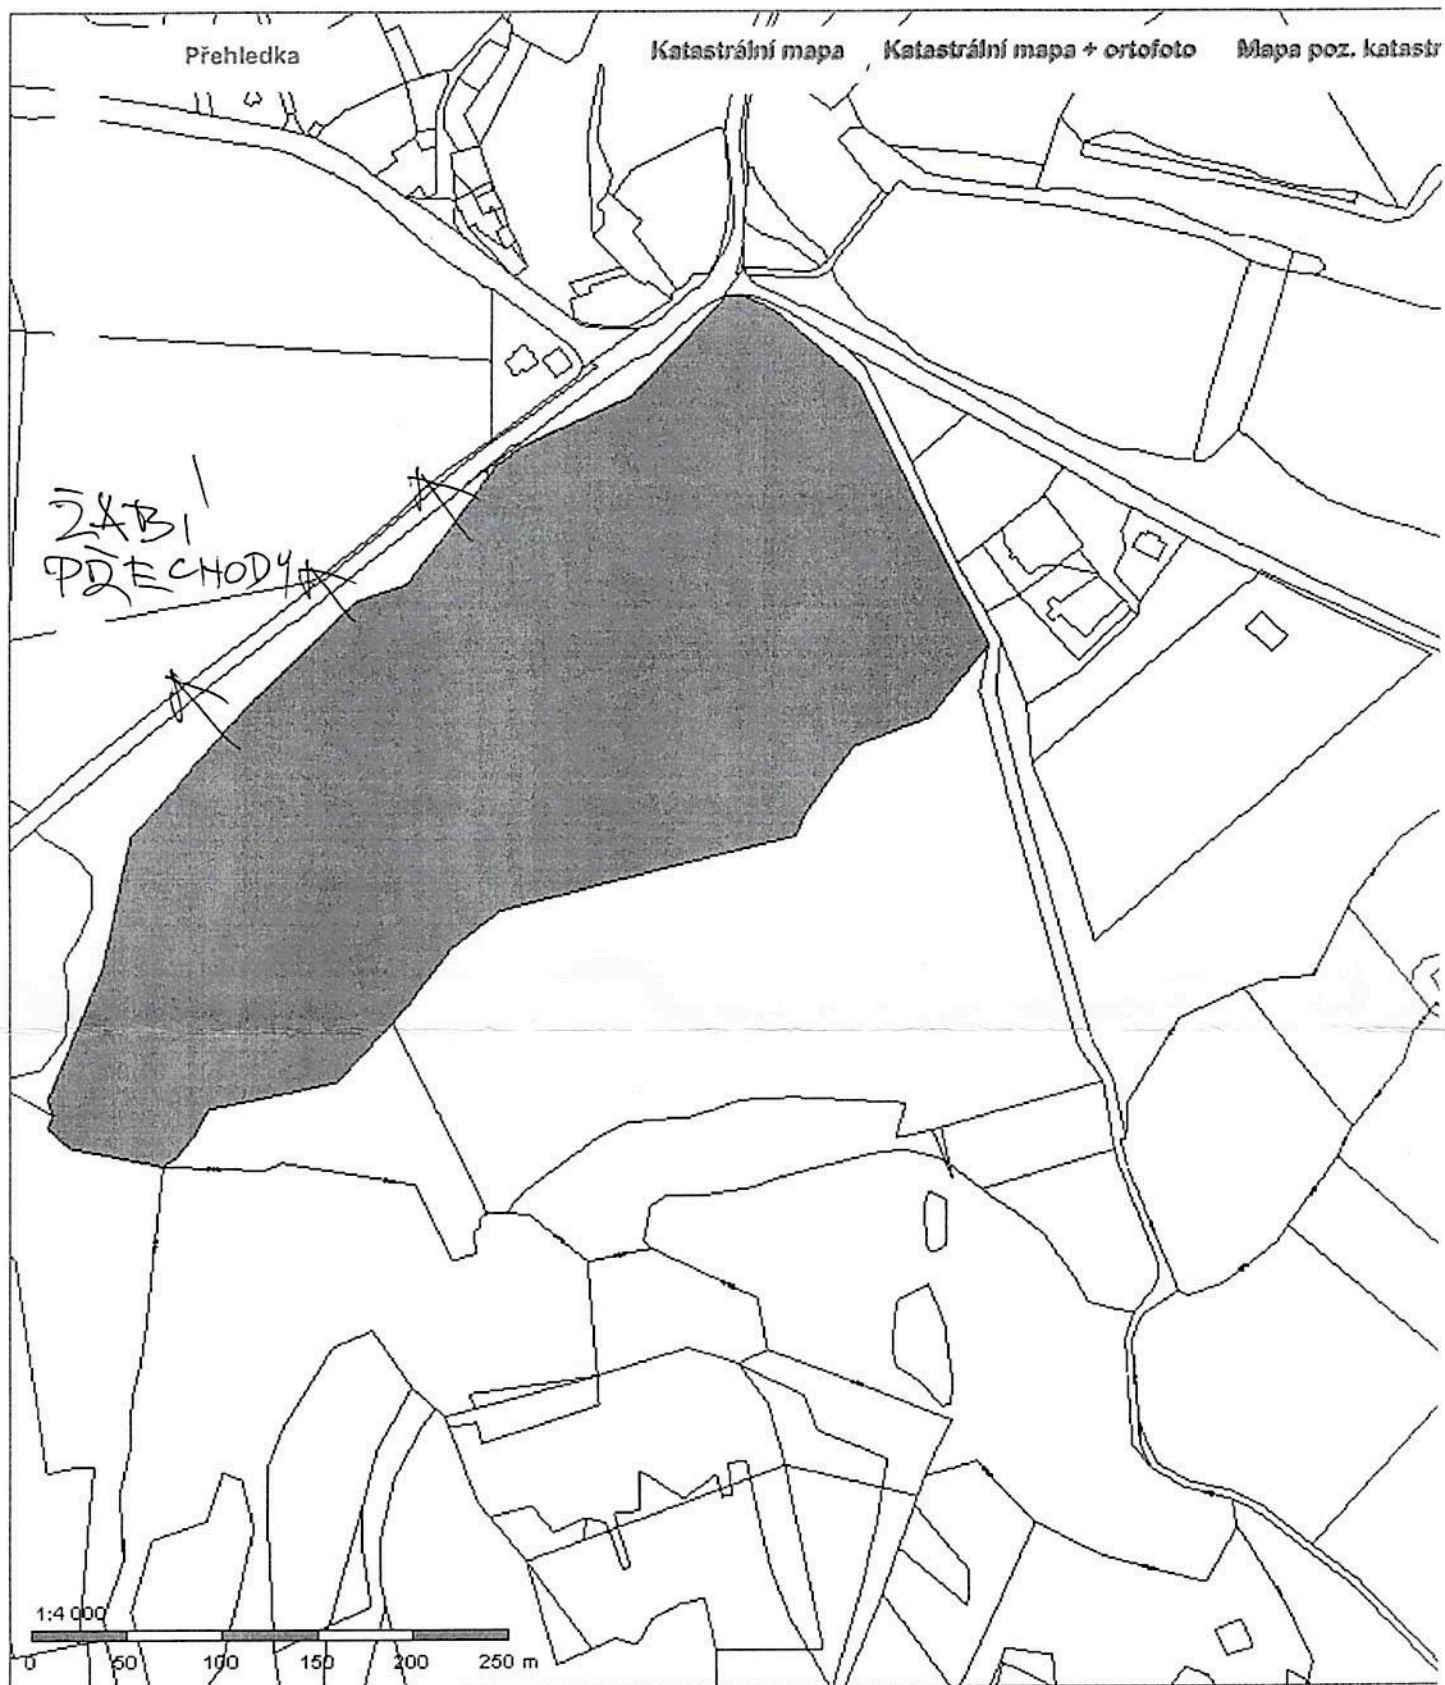 Přehledka
Katastrální mapa
Katastrální mapa + ortofoto
Mapa poz. katastr
ŽABÍ
PŘECHODY
1:4 000
0 50 100 150 200 250 m